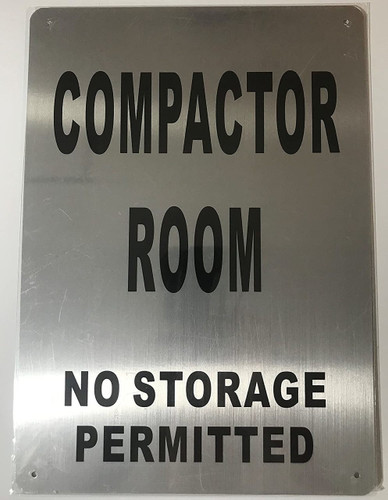 COMPACTOR
ROOM
NO STORAGE
PERMITTED